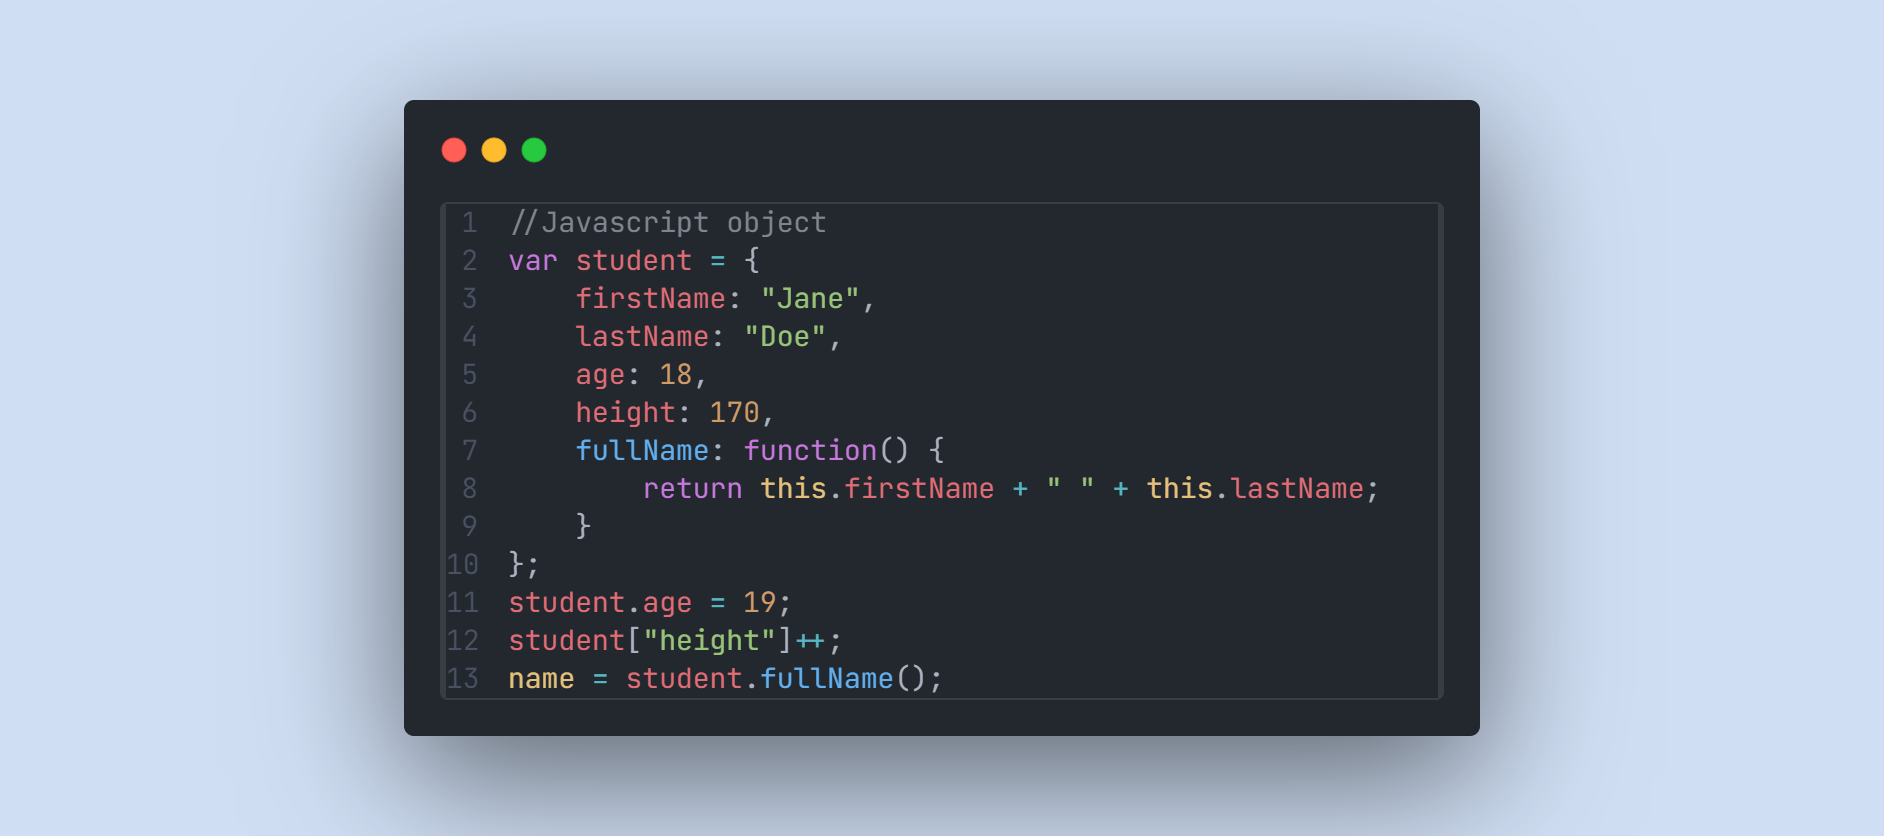 1 //Javascript object
2 var student = {
3     firstName: "Jane",
4     lastName: "Doe",
5     age: 18,
6     height: 170,
7     fullName: function() {
8         return this.firstName + " " + this.lastName;
9     }
10 };
11 student.age = 19;
12 student["height"]++;
13 name = student.fullName();